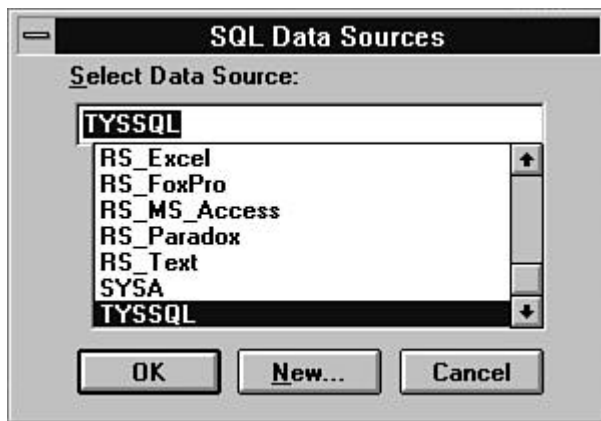 SQL Data Sources
Select Data Source:
TYSSQL
RS_Excel
RS_FoxPro
RS_MS_Access
RS_Paradox
RS_Text
SYSA
TYSSQL
OK New... Cancel